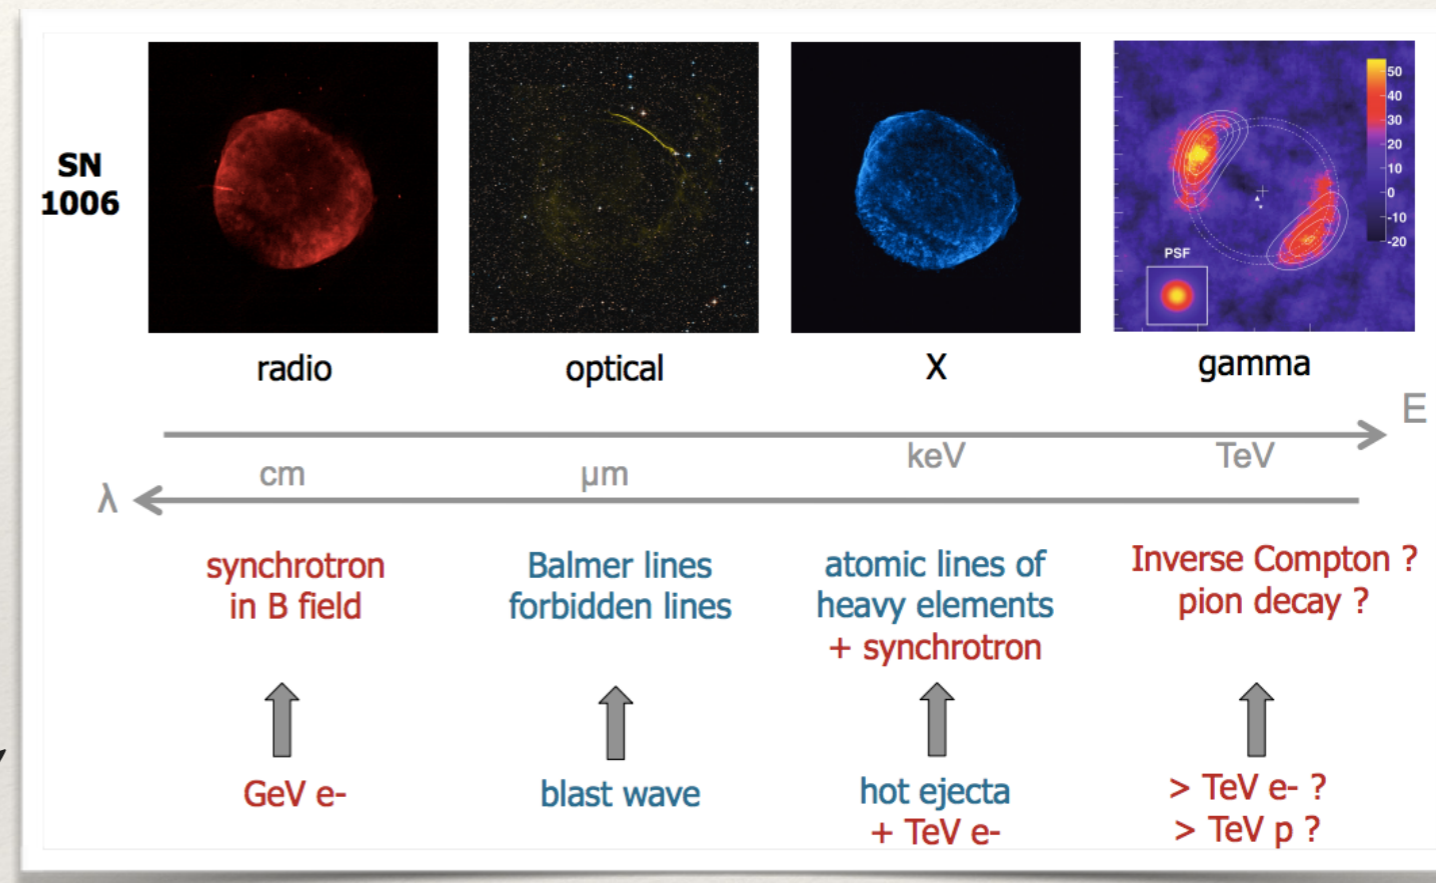 SN
1006
50
40
30
20
10
0
-10
-20
PSF
radio
optical
X
gamma
E
cm
μm
keV
TeV
λ
synchrotron
in B field
Balmer lines
forbidden lines
atomic lines of
heavy elements
+ synchrotron
Inverse Compton ?
pion decay ?
GeV e-
blast wave
hot ejecta
+ TeV e-
> TeV e- ?
> TeV p ?